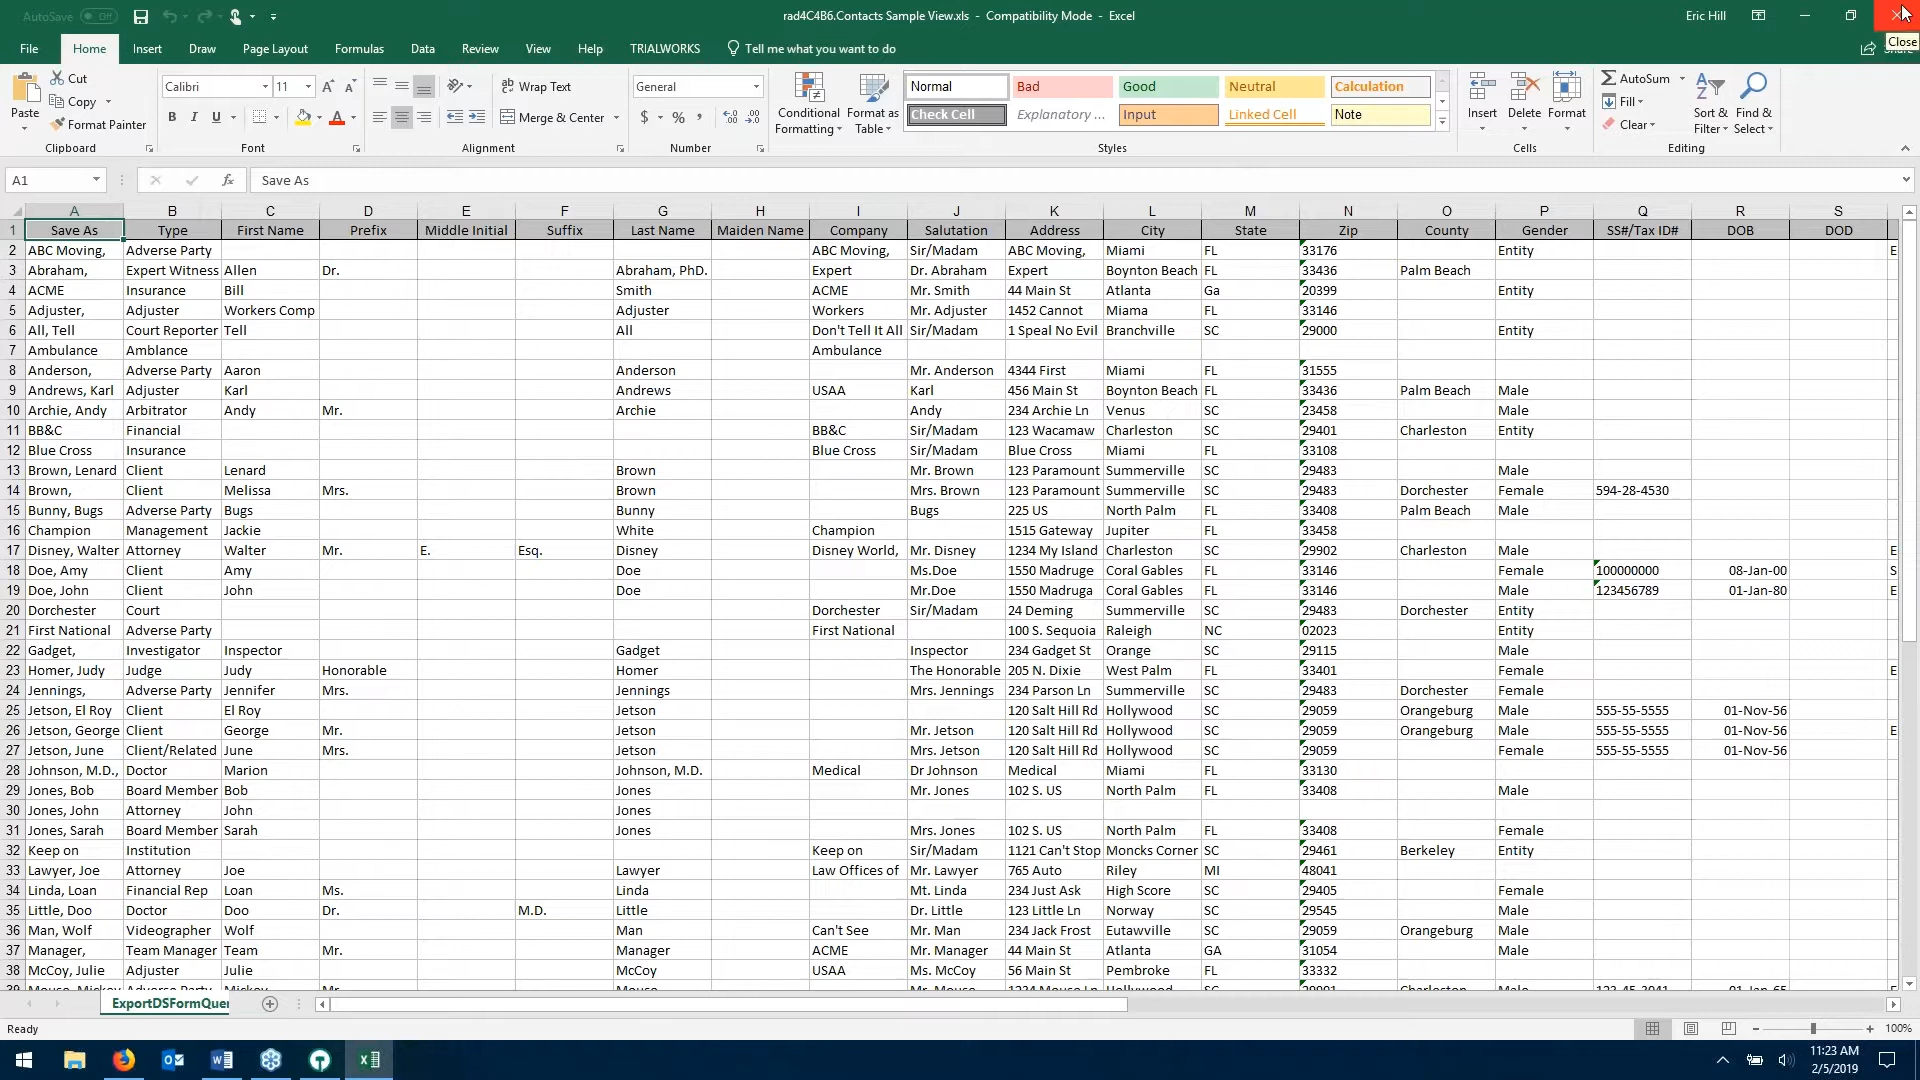 AutoSave Off rad4C4B6.Contacts Sample View.xls - Compatibility Mode - Excel Eric Hill
File Home Insert Draw Page Layout Formulas Data Review View Help TRIALWORKS Tell me what you want to do Close
Paste Cut Copy Format Painter Clipboard
Calibri 11 B I U Font
Wrap Text Merge & Center Alignment
General $ % , Number
Conditional Formatting Format as Table
Normal Bad Good Neutral Calculation
Check Cell Explanatory ... Input Linked Cell Note
Styles
Insert Delete Format Cells
AutoSum Fill Clear Sort & Filter Find & Select Editing
A1 fx Save As
A B C D E F G H I J K L M N O P Q R S
1 Save As Type First Name Prefix Middle Initial Suffix Last Name Maiden Name Company Salutation Address City State Zip County Gender SS#/Tax ID# DOB DOD
2 ABC Moving, Adverse Party ABC Moving, Sir/Madam ABC Moving, Miami FL 33176 Entity E
3 Abraham, Expert Witness Allen Dr. Abraham, PhD. Expert Dr. Abraham Expert Boynton Beach FL 33436 Palm Beach
4 ACME Insurance Bill Smith ACME Mr. Smith 44 Main St Atlanta Ga 20399 Entity
5 Adjuster, Adjuster Workers Comp Adjuster Workers Mr. Adjuster 1452 Cannot Miama FL 33146
6 All, Tell Court Reporter Tell All Don't Tell It All Sir/Madam 1 Speal No Evil Branchville SC 29000 Entity
7 Ambulance Amblance Ambulance
8 Anderson, Adverse Party Aaron Anderson Mr. Anderson 4344 First Miami FL 31555
9 Andrews, Karl Adjuster Karl Andrews USAA Karl 456 Main St Boynton Beach FL 33436 Palm Beach Male
10 Archie, Andy Arbitrator Andy Mr. Archie Andy 234 Archie Ln Venus SC 23458 Male
11 BB&C Financial BB&C Sir/Madam 123 Wacamaw Charleston SC 29401 Charleston Entity
12 Blue Cross Insurance Blue Cross Sir/Madam Blue Cross Miami FL 33108
13 Brown, Lenard Client Lenard Brown Mr. Brown 123 Paramount Summerville SC 29483 Male
14 Brown, Client Melissa Mrs. Brown Mrs. Brown 123 Paramount Summerville SC 29483 Dorchester Female 594-28-4530
15 Bunny, Bugs Adverse Party Bugs Bunny Bugs 225 US North Palm FL 33408 Palm Beach Male
16 Champion Management Jackie White Champion 1515 Gateway Jupiter FL 33458
17 Disney, Walter Attorney Walter Mr. E. Esq. Disney Disney World, Mr. Disney 1234 My Island Charleston SC 29902 Charleston Male E
18 Doe, Amy Client Amy Doe Ms.Doe 1550 Madruge Coral Gables FL 33146 Female 100000000 08-Jan-00 S
19 Doe, John Client John Doe Mr.Doe 1550 Madruga Coral Gables FL 33146 Male 123456789 01-Jan-80 E
20 Dorchester Court Dorchester Sir/Madam 24 Deming Summerville SC 29483 Dorchester Entity
21 First National Adverse Party First National 100 S. Sequoia Raleigh NC 02023 Entity
22 Gadget, Investigator Inspector Gadget Inspector 234 Gadget St Orange SC 29115 Male
23 Homer, Judy Judge Judy Honorable Homer The Honorable 205 N. Dixie West Palm FL 33401 Female E
24 Jennings, Adverse Party Jennifer Mrs. Jennings Mrs. Jennings 234 Parson Ln Summerville SC 29483 Dorchester Female
25 Jetson, El Roy Client El Roy Jetson 120 Salt Hill Rd Hollywood SC 29059 Orangeburg Male 555-55-5555 01-Nov-56
26 Jetson, George Client George Mr. Jetson Mr. Jetson 120 Salt Hill Rd Hollywood SC 29059 Orangeburg Male 555-55-5555 01-Nov-56 E
27 Jetson, June Client/Related June Mrs. Jetson Mrs. Jetson 120 Salt Hill Rd Hollywood SC 29059 Female 555-55-5555 01-Nov-56
28 Johnson, M.D., Doctor Marion Johnson, M.D. Medical Dr Johnson Medical Miami FL 33130
29 Jones, Bob Board Member Bob Jones Mr. Jones 102 S. US North Palm FL 33408 Male
30 Jones, John Attorney John Jones
31 Jones, Sarah Board Member Sarah Jones Mrs. Jones 102 S. US North Palm FL 33408 Female
32 Keep on Institution Keep on Sir/Madam 1121 Can't Stop Moncks Corner SC 29461 Berkeley Entity
33 Lawyer, Joe Attorney Joe Lawyer Law Offices of Mr. Lawyer 765 Auto Riley MI 48041
34 Linda, Loan Financial Rep Loan Ms. Linda Mt. Linda 234 Just Ask High Score SC 29405 Female
35 Little, Doo Doctor Doo Dr. M.D. Little Dr. Little 123 Little Ln Norway SC 29545 Male
36 Man, Wolf Videographer Wolf Man Can't See Mr. Man 234 Jack Frost Eutawville SC 29059 Orangeburg Male
37 Manager, Team Manager Team Mr. Manager ACME Mr. Manager 44 Main St Atlanta GA 31054 Male
38 McCoy, Julie Adjuster Julie McCoy USAA Ms. McCoy 56 Main St Pembroke FL 33332
ExportDSFormQuer
Ready 100%
11:23 AM
2/5/2019